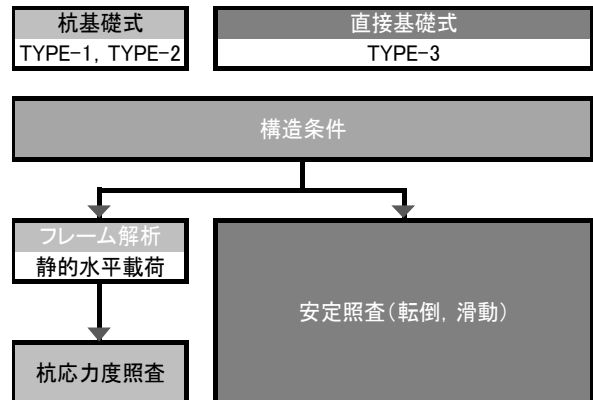 杭基礎式
TYPE-1, TYPE-2
直接基礎式
TYPE-3
構造条件
フレーム解析
静的水平載荷
安定照査(転倒, 滑動)
杭応力度照査